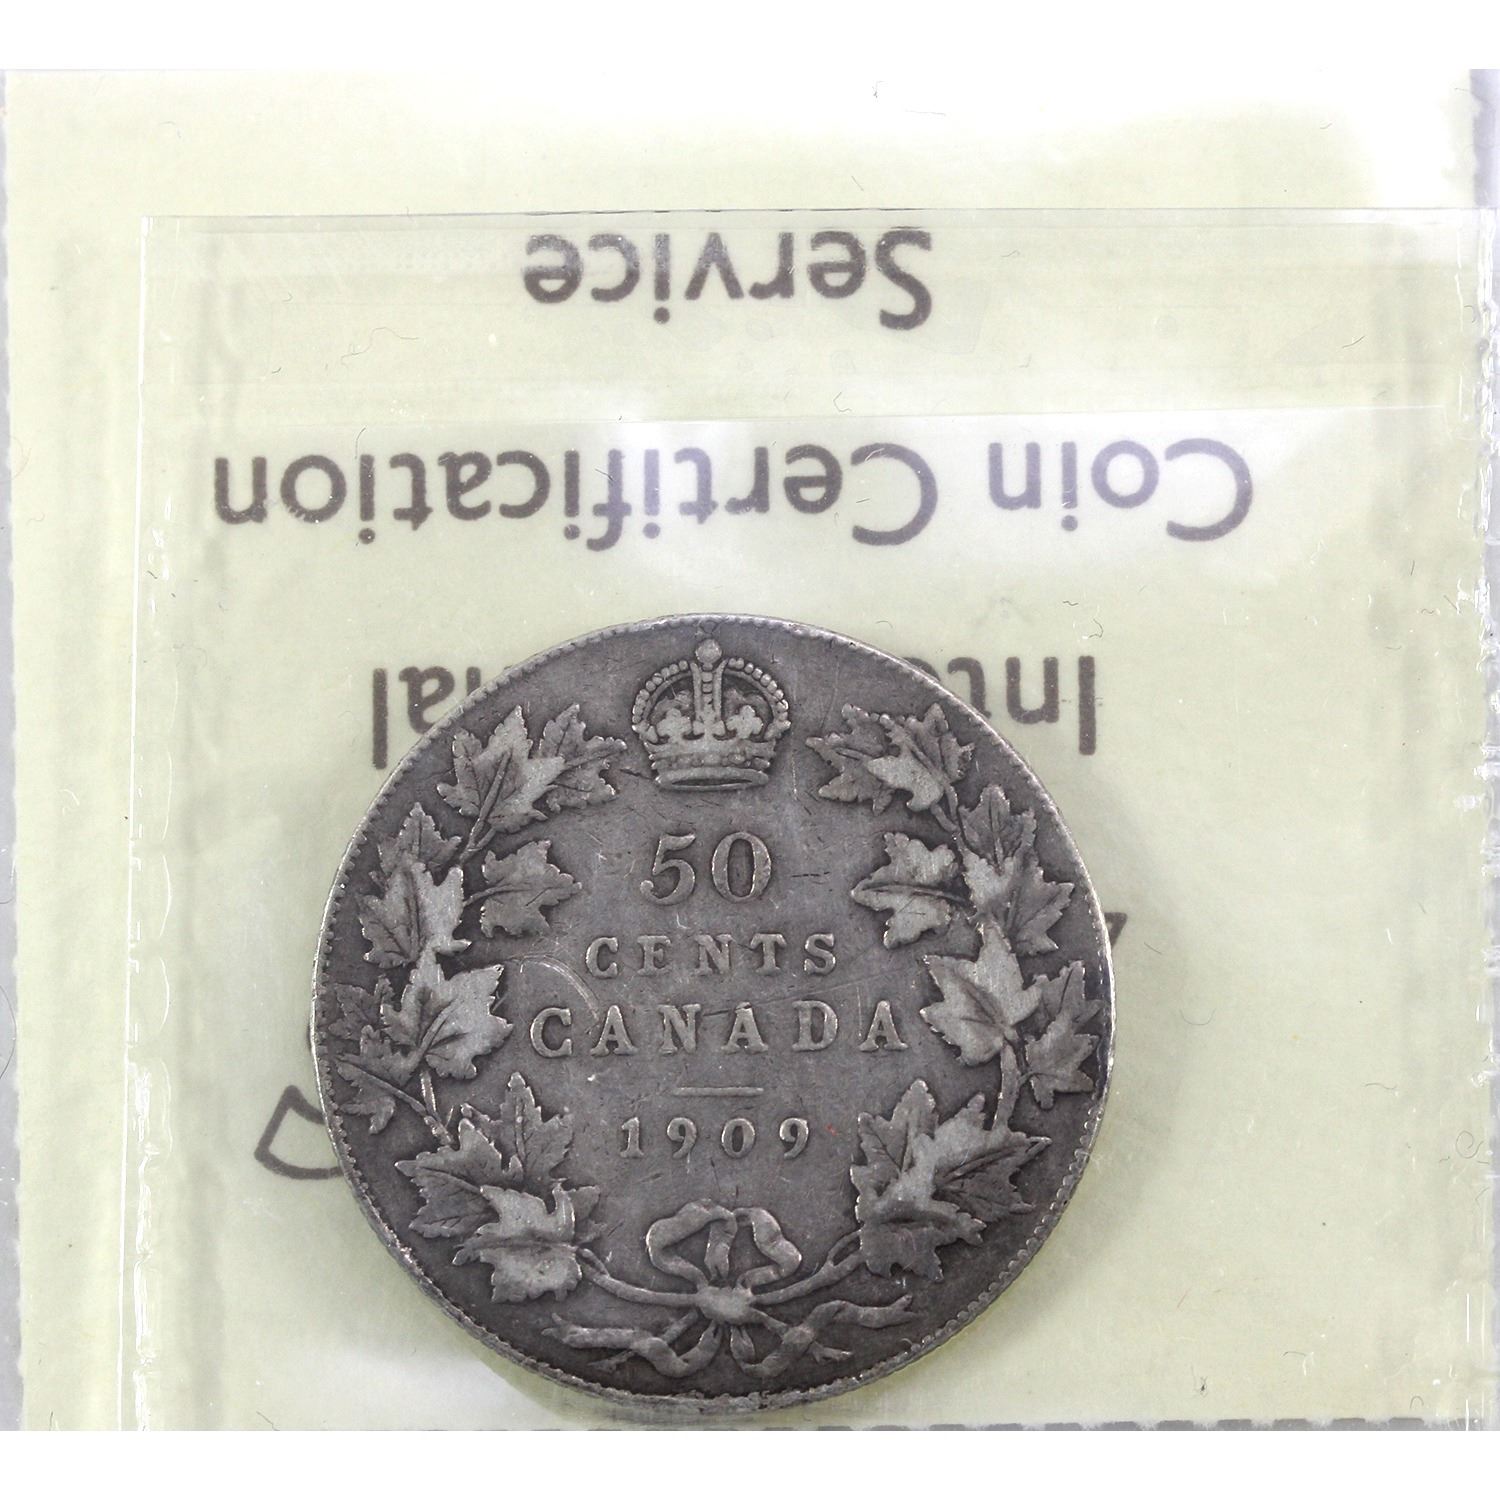 Service
Coin Certification
50
CENTS
CANADA
1909